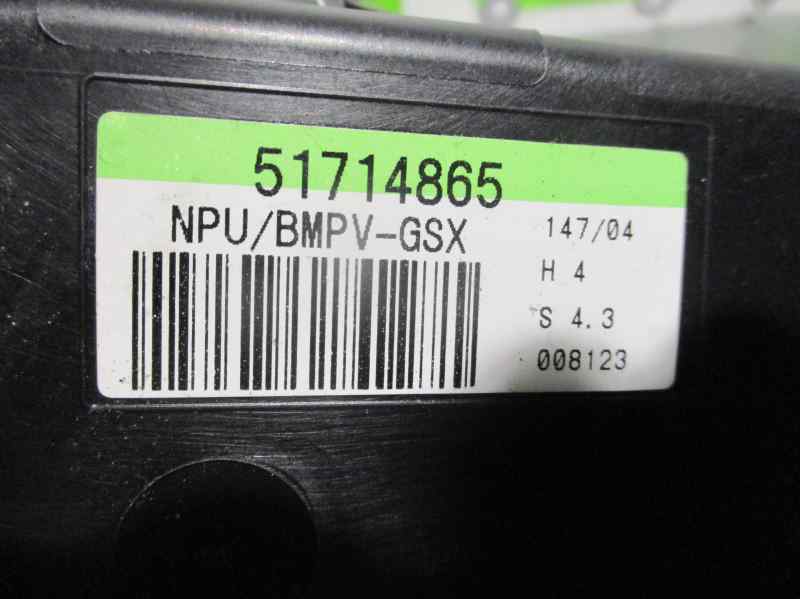 51714865
NPU/BMPV-GSX
147/04
H 4
S 4.3
008123